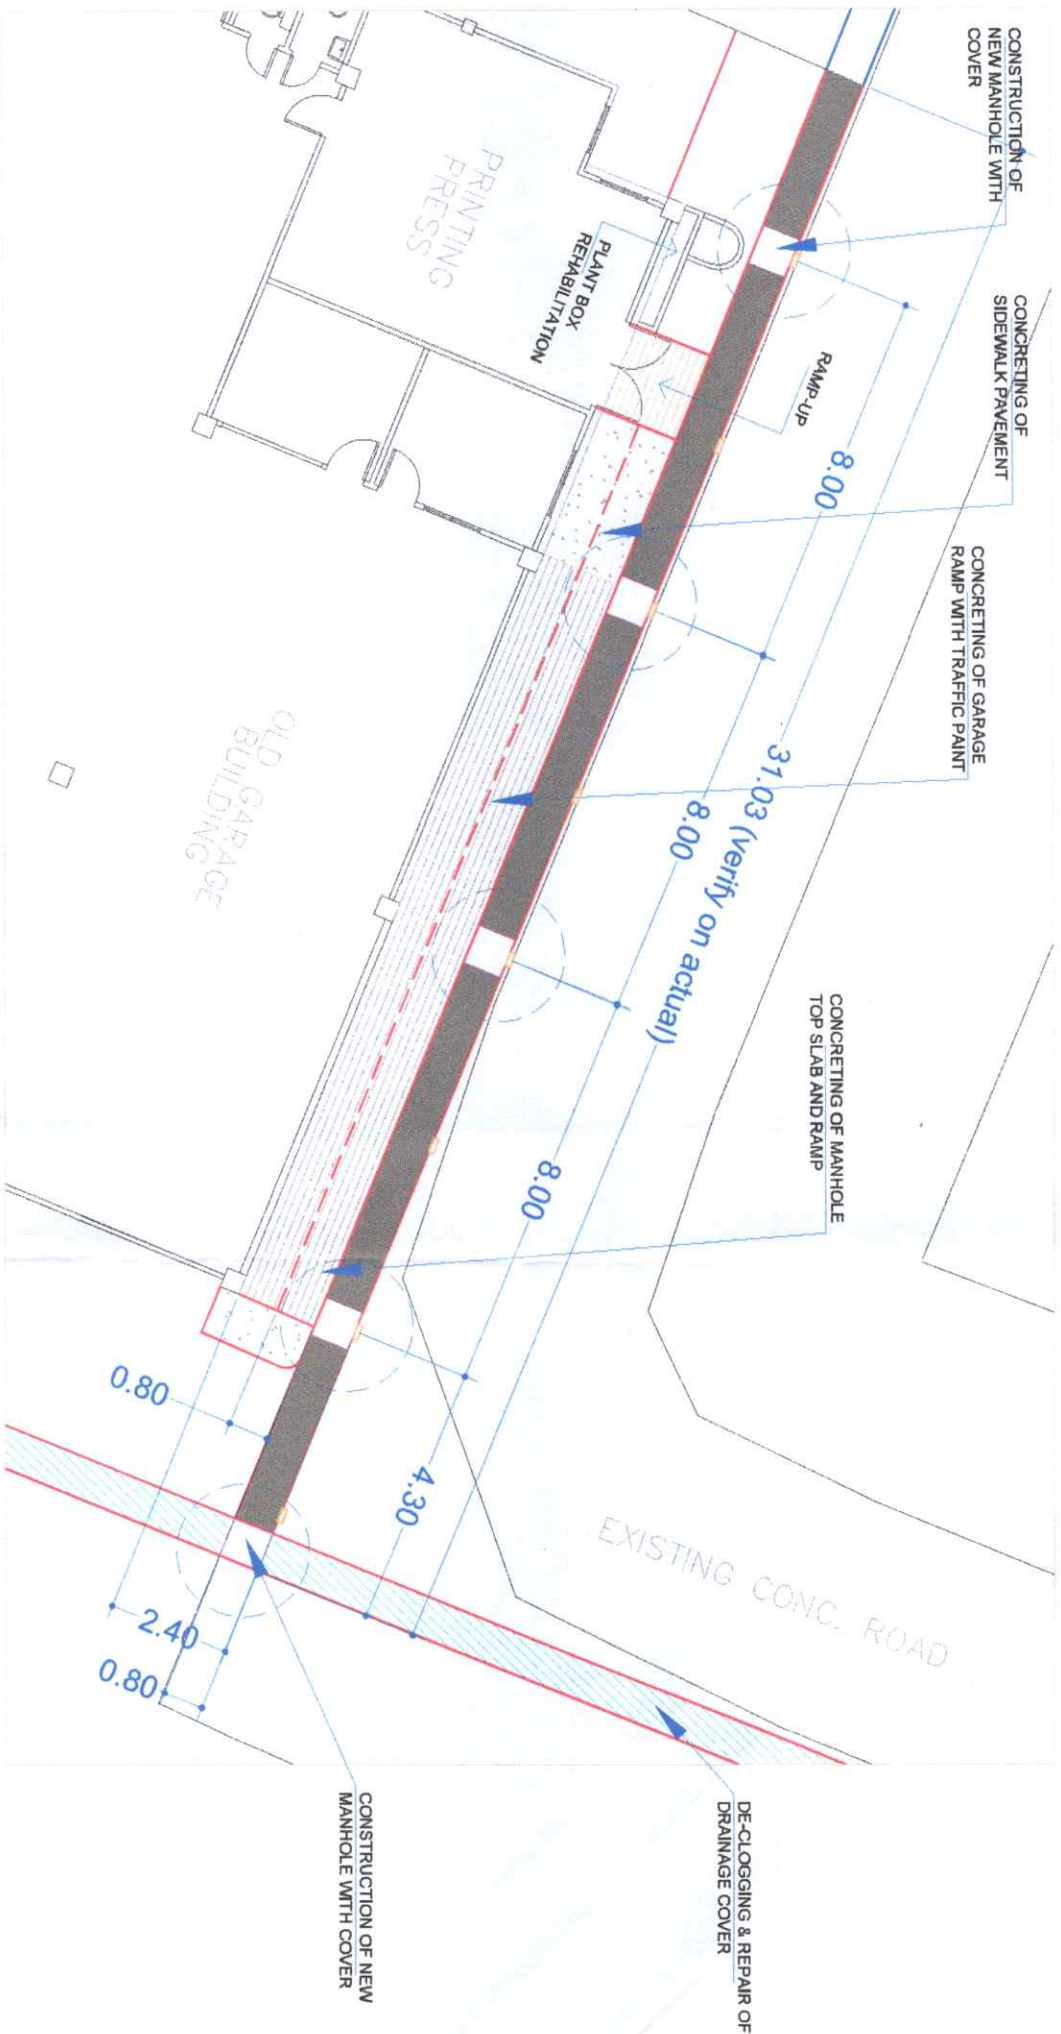 CONSTRUCTION OF
NEW MANHOLE WITH
COVER
CONCRETING OF
SIDEWALK PAVEMENT
CONCRETING OF GARAGE
RAMP WITH TRAFFIC PAINT
CONCRETING OF MANHOLE
TOP SLAB AND RAMP
DE-CLOGGING & REPAIR OF
DRAINAGE COVER
CONSTRUCTION OF NEW
MANHOLE WITH COVER
PRINTING
PRESS
PLANT BOX
REHABILITATION
RAMP-UP
OLD GARAGE
BUILDING
EXISTING CONC. ROAD
8.00
8.00
8.00
4.30
31.03 (verify on actual)
0.80
2.40
0.80